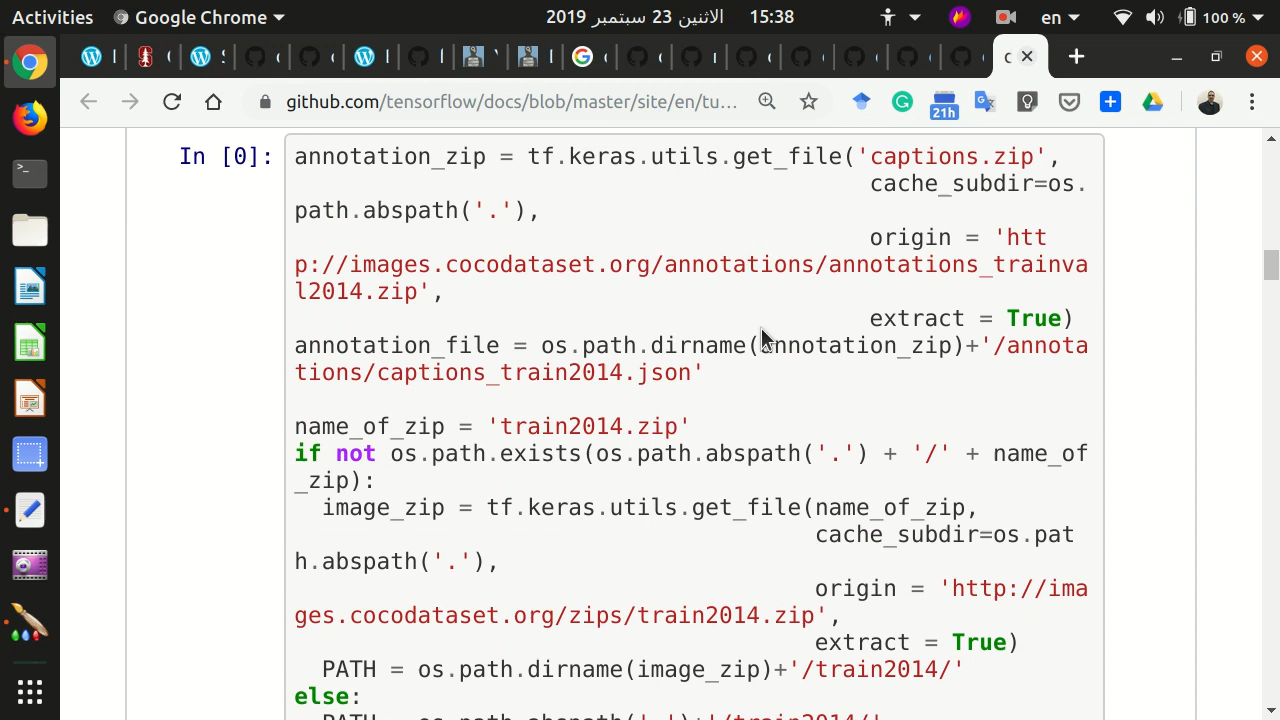 Activities
Google Chrome
2019 الاثنين 23 سبتمبر 15:38
en
100 %
github.com/tensorflow/docs/blob/master/site/en/tu...
21h
In [0]:
annotation_zip = tf.keras.utils.get_file('captions.zip',
cache_subdir=os.
path.abspath('.'),
origin = 'htt
p://images.cocodataset.org/annotations/annotations_trainva
l2014.zip',
extract = True)
annotation_file = os.path.dirname(annotation_zip)+'/annota
tions/captions_train2014.json'
name_of_zip = 'train2014.zip'
if not os.path.exists(os.path.abspath('.') + '/' + name_of
_zip):
image_zip = tf.keras.utils.get_file(name_of_zip,
cache_subdir=os.pat
h.abspath('.'),
origin = 'http://ima
ges.cocodataset.org/zips/train2014.zip',
extract = True)
PATH = os.path.dirname(image_zip)+'/train2014/'
else:
PATH = os.path.abspath('.')+'/train2014/'